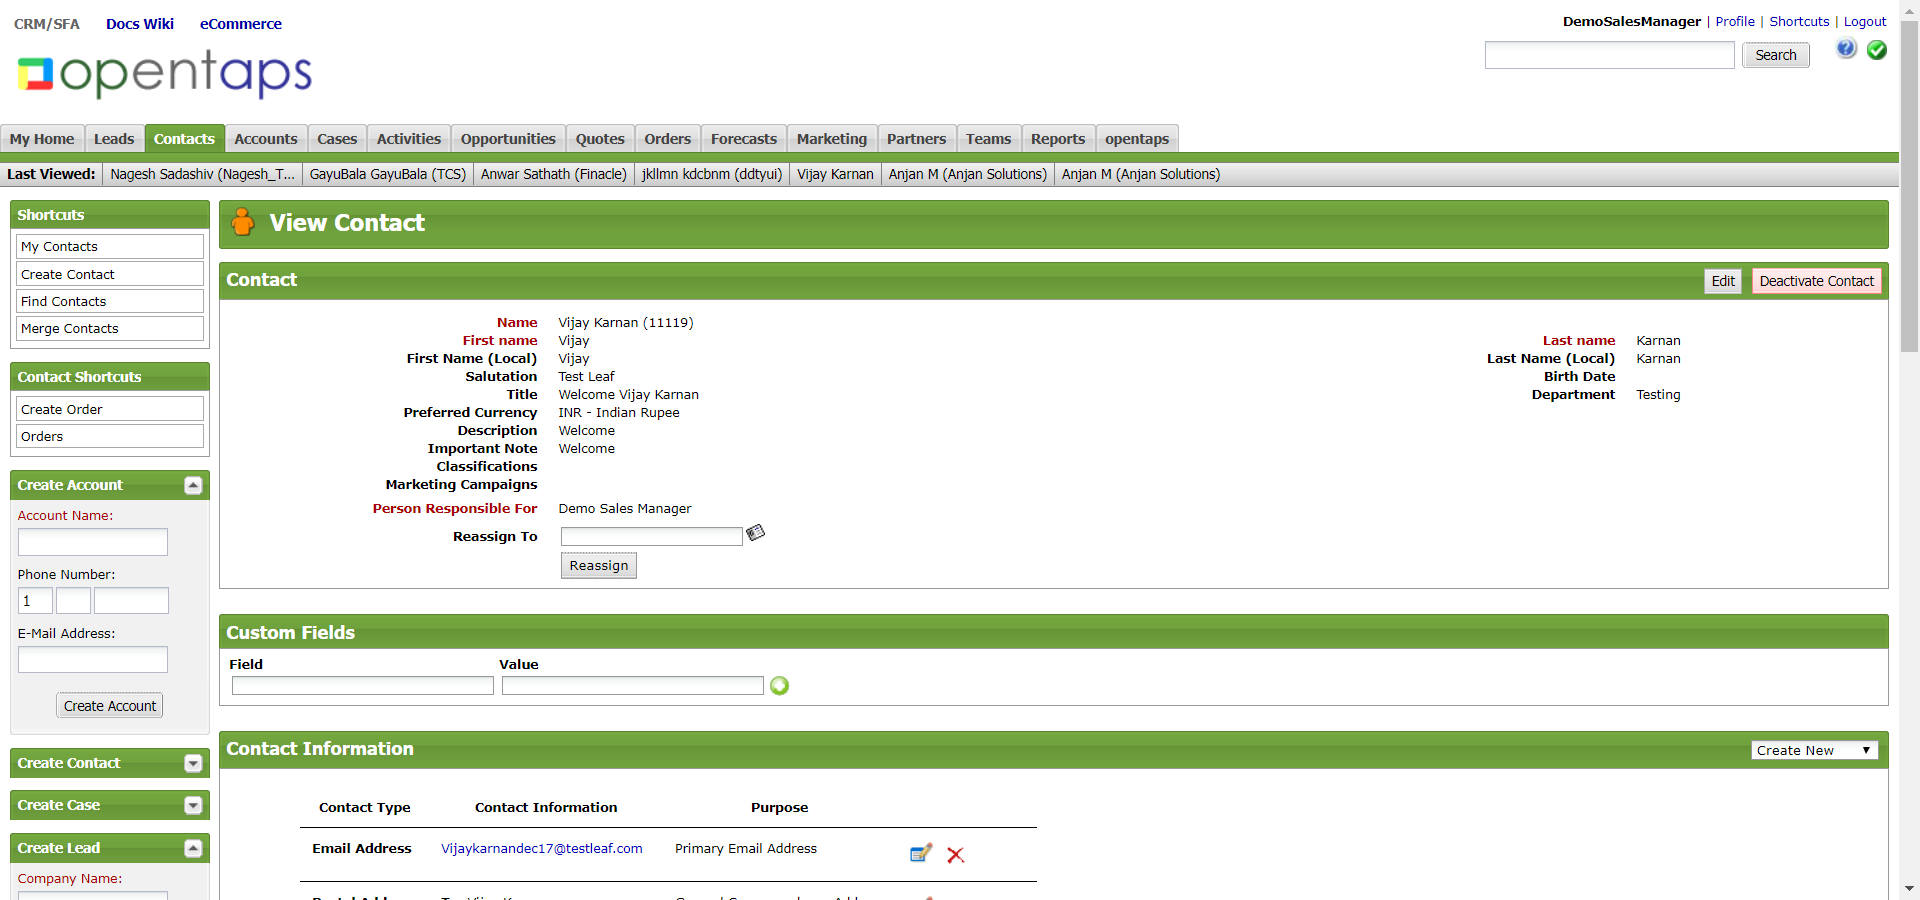 CRM/SFA Docs Wiki eCommerce
DemoSalesManager | Profile | Shortcuts | Logout
opentaps
Search
My Home Leads Contacts Accounts Cases Activities Opportunities Quotes Orders Forecasts Marketing Partners Teams Reports opentaps
Last Viewed: Nagesh Sadashiv (Nagesh_T... GayuBala GayuBala (TCS) Anwar Sathath (Finacle) jkllmn kdcbnm (ddtyui) Vijay Karnan Anjan M (Anjan Solutions) Anjan M (Anjan Solutions)
Shortcuts
My Contacts
Create Contact
Find Contacts
Merge Contacts
Contact Shortcuts
Create Order
Orders
Create Account
Account Name:
Phone Number:
1
E-Mail Address:
Create Account
Create Contact
Create Case
Create Lead
Company Name:
View Contact
Contact Edit Deactivate Contact
Name Vijay Karnan (11119)
First name Vijay Last name Karnan
First Name (Local) Vijay Last Name (Local) Karnan
Salutation Test Leaf Birth Date
Title Welcome Vijay Karnan Department Testing
Preferred Currency INR - Indian Rupee
Description Welcome
Important Note Welcome
Classifications
Marketing Campaigns
Person Responsible For Demo Sales Manager
Reassign To
Reassign
Custom Fields
Field Value
Contact Information Create New
Contact Type Contact Information Purpose
Email Address Vijaykarnandec17@testleaf.com Primary Email Address